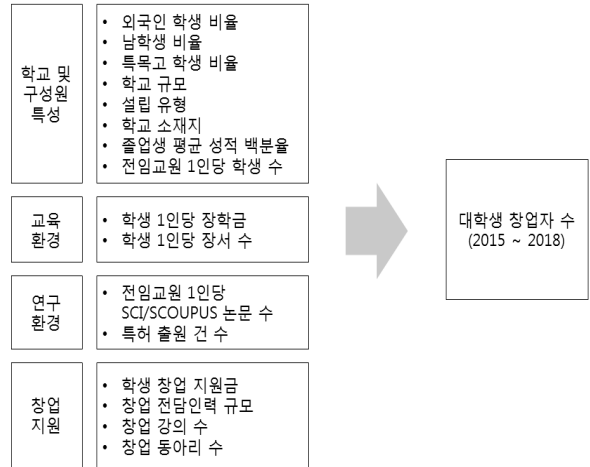 학교 및
구성원
특성
• 외국인 학생 비율
• 남학생 비율
• 특목고 학생 비율
• 학교 규모
• 설립 유형
• 학교 소재지
• 졸업생 평균 성적 백분율
• 전임교원 1인당 학생 수
교육
환경
• 학생 1인당 장학금
• 학생 1인당 장서 수
연구
환경
• 전임교원 1인당
SCI/SCOUPUS 논문 수
• 특허 출원 건 수
창업
지원
• 학생 창업 지원금
• 창업 전담인력 규모
• 창업 강의 수
• 창업 동아리 수
대학생 창업자 수
(2015 ~ 2018)